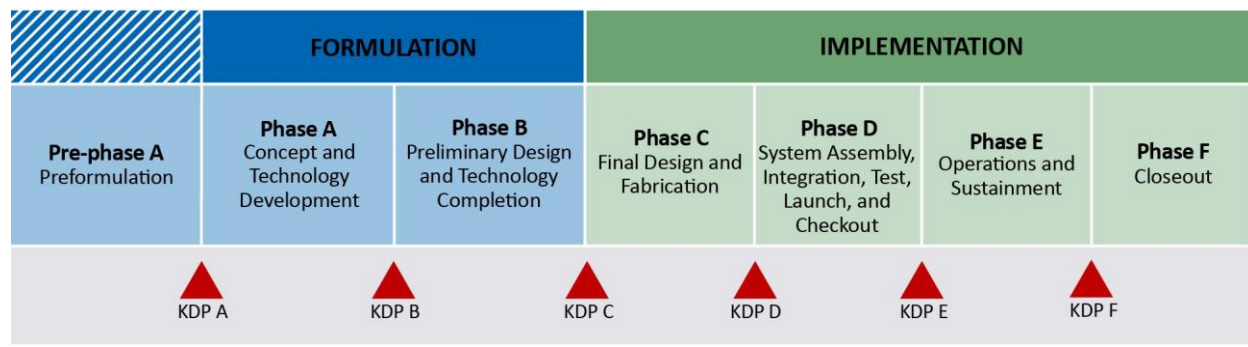 FORMULATION
IMPLEMENTATION
Pre-phase A
Preformulation
Phase A
Concept and
Technology
Development
Phase B
Preliminary Design
and Technology
Completion
Phase C
Final Design and
Fabrication
Phase D
System Assembly,
Integration, Test,
Launch, and
Checkout
Phase E
Operations and
Sustainment
Phase F
Closeout
KDP A
KDP B
KDP C
KDP D
KDP E
KDP F